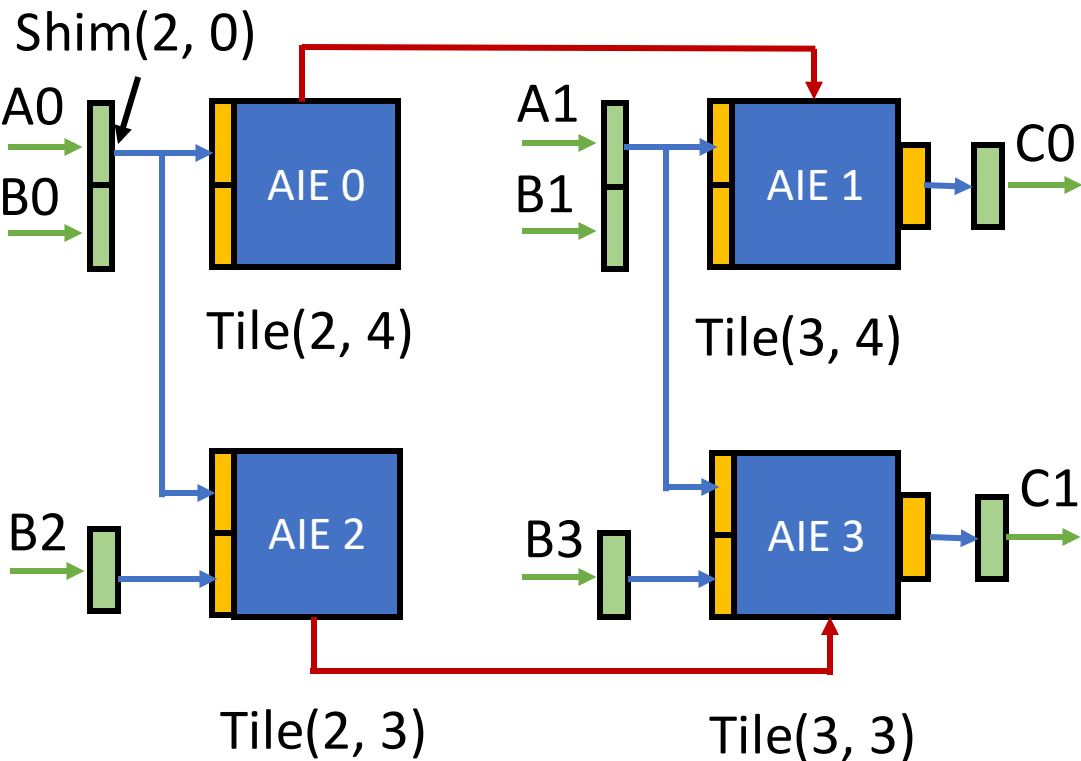 Shim(2, 0)
A0
B0
AIE 0
Tile(2, 4)
A1
B1
AIE 1
C0
Tile(3, 4)
B2
AIE 2
Tile(2, 3)
B3
AIE 3
C1
Tile(3, 3)